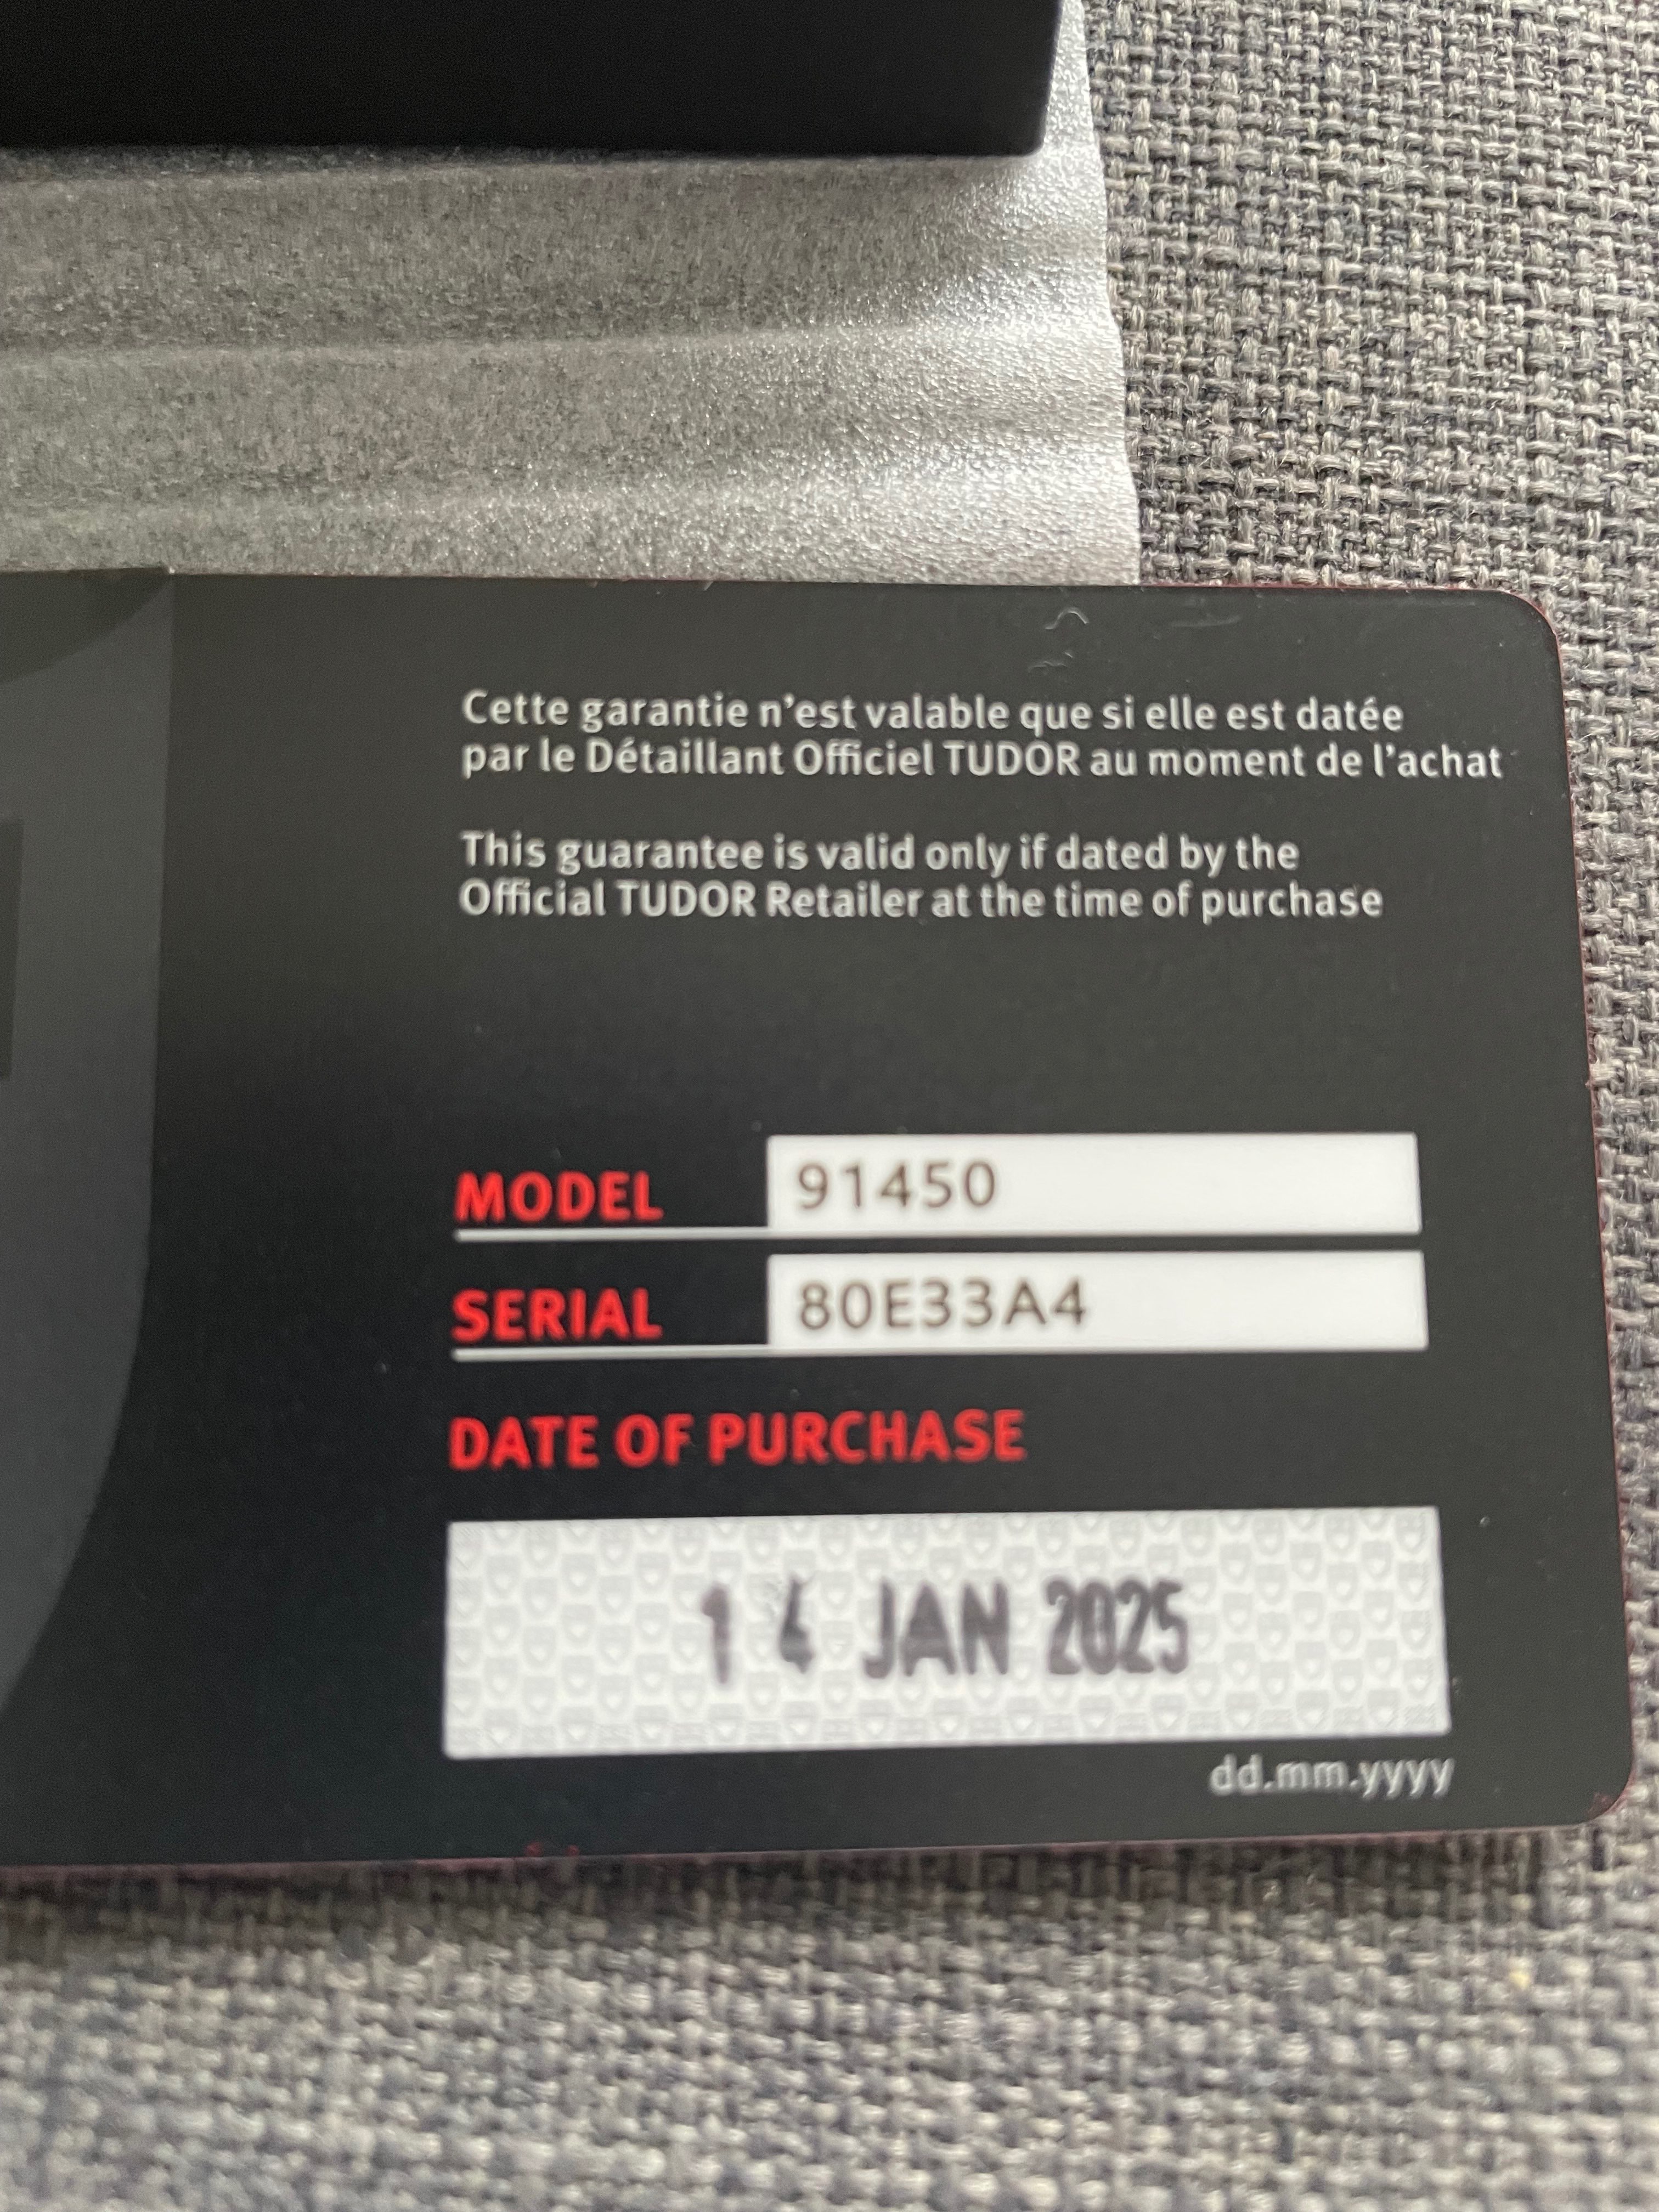 Cette garantie n'est valable que si elle est datée
par le Détaillant Officiel TUDOR au moment de l'achat
This guarantee is valid only if dated by the
Official TUDOR Retailer at the time of purchase
MODEL 91450
SERIAL 80E33A4
DATE OF PURCHASE
14 JAN 2025
dd.mm.yyyy